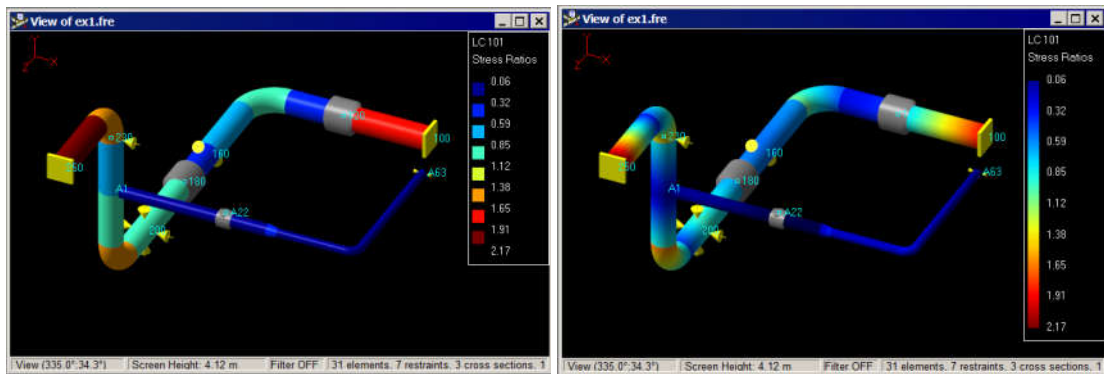 View of ex1.fre
LC 101
Stress Ratios
0.06
0.32
0.59
0.85
1.12
1.38
1.65
1.91
2.17
X
Z
100
160
180
A1
A22
A63
View (335.0°;34.3°)
Screen Height: 4.12 m
Filter OFF
31 elements, 7 restraints, 3 cross sections, 1
View of ex1.fre
LC 101
Stress Ratios
0.06
0.32
0.59
0.85
1.12
1.38
1.65
1.91
2.17
X
Z
100
160
180
A1
A22
A63
View (335.0°;34.3°)
Screen Height: 4.12 m
Filter OFF
31 elements, 7 restraints, 3 cross sections, 1